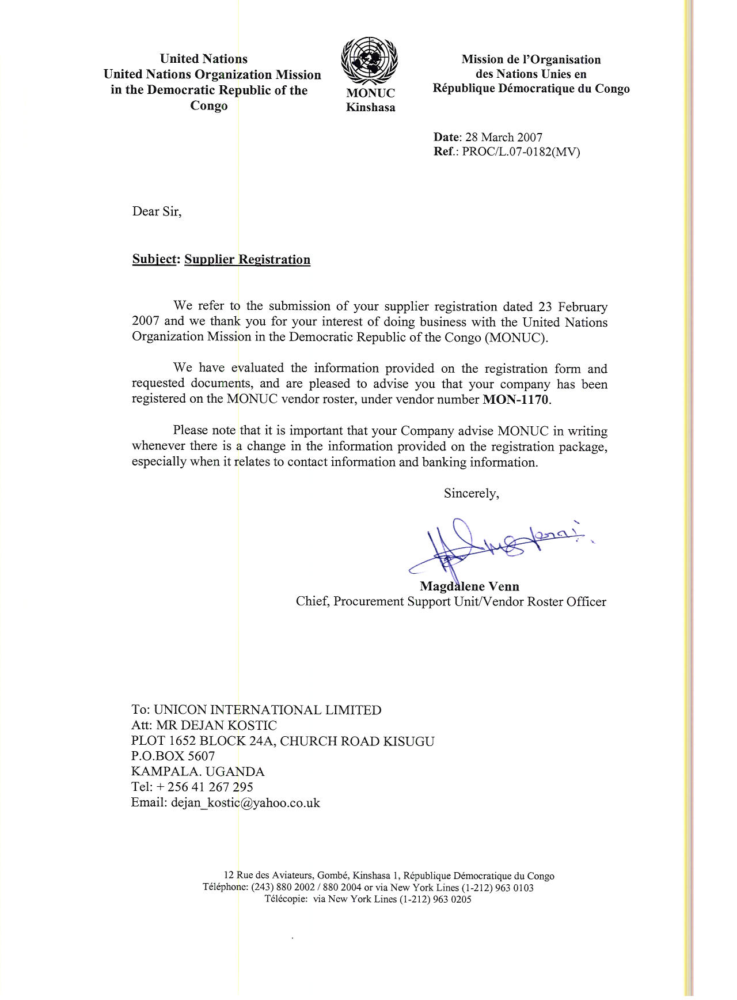 United Nations
United Nations Organization Mission
in the Democratic Republic of the
Congo
MONUC
Kinshasa
Mission de l'Organisation
des Nations Unies en
République Démocratique du Congo
Date: 28 March 2007
Ref.: PROC/L.07-0182(MV)
Dear Sir,
Subject: Supplier Registration
We refer to the submission of your supplier registration dated 23 February
2007 and we thank you for your interest of doing business with the United Nations
Organization Mission in the Democratic Republic of the Congo (MONUC).
We have evaluated the information provided on the registration form and
requested documents, and are pleased to advise you that your company has been
registered on the MONUC vendor roster, under vendor number MON-1170.
Please note that it is important that your Company advise MONUC in writing
whenever there is a change in the information provided on the registration package,
especially when it relates to contact information and banking information.
Sincerely,
Magdalene Venn
Chief, Procurement Support Unit/Vendor Roster Officer
To: UNICON INTERNATIONAL LIMITED
Att: MR DEJAN KOSTIC
PLOT 1652 BLOCK 24A, CHURCH ROAD KISUGU
P.O.BOX 5607
KAMPALA. UGANDA
Tel: + 256 41 267 295
Email: dejan_kostic@yahoo.co.uk
12 Rue des Aviateurs, Gombé, Kinshasa 1, République Démocratique du Congo
Téléphone: (243) 880 2002 / 880 2004 or via New York Lines (1-212) 963 0103
Télécopie: via New York Lines (1-212) 963 0205